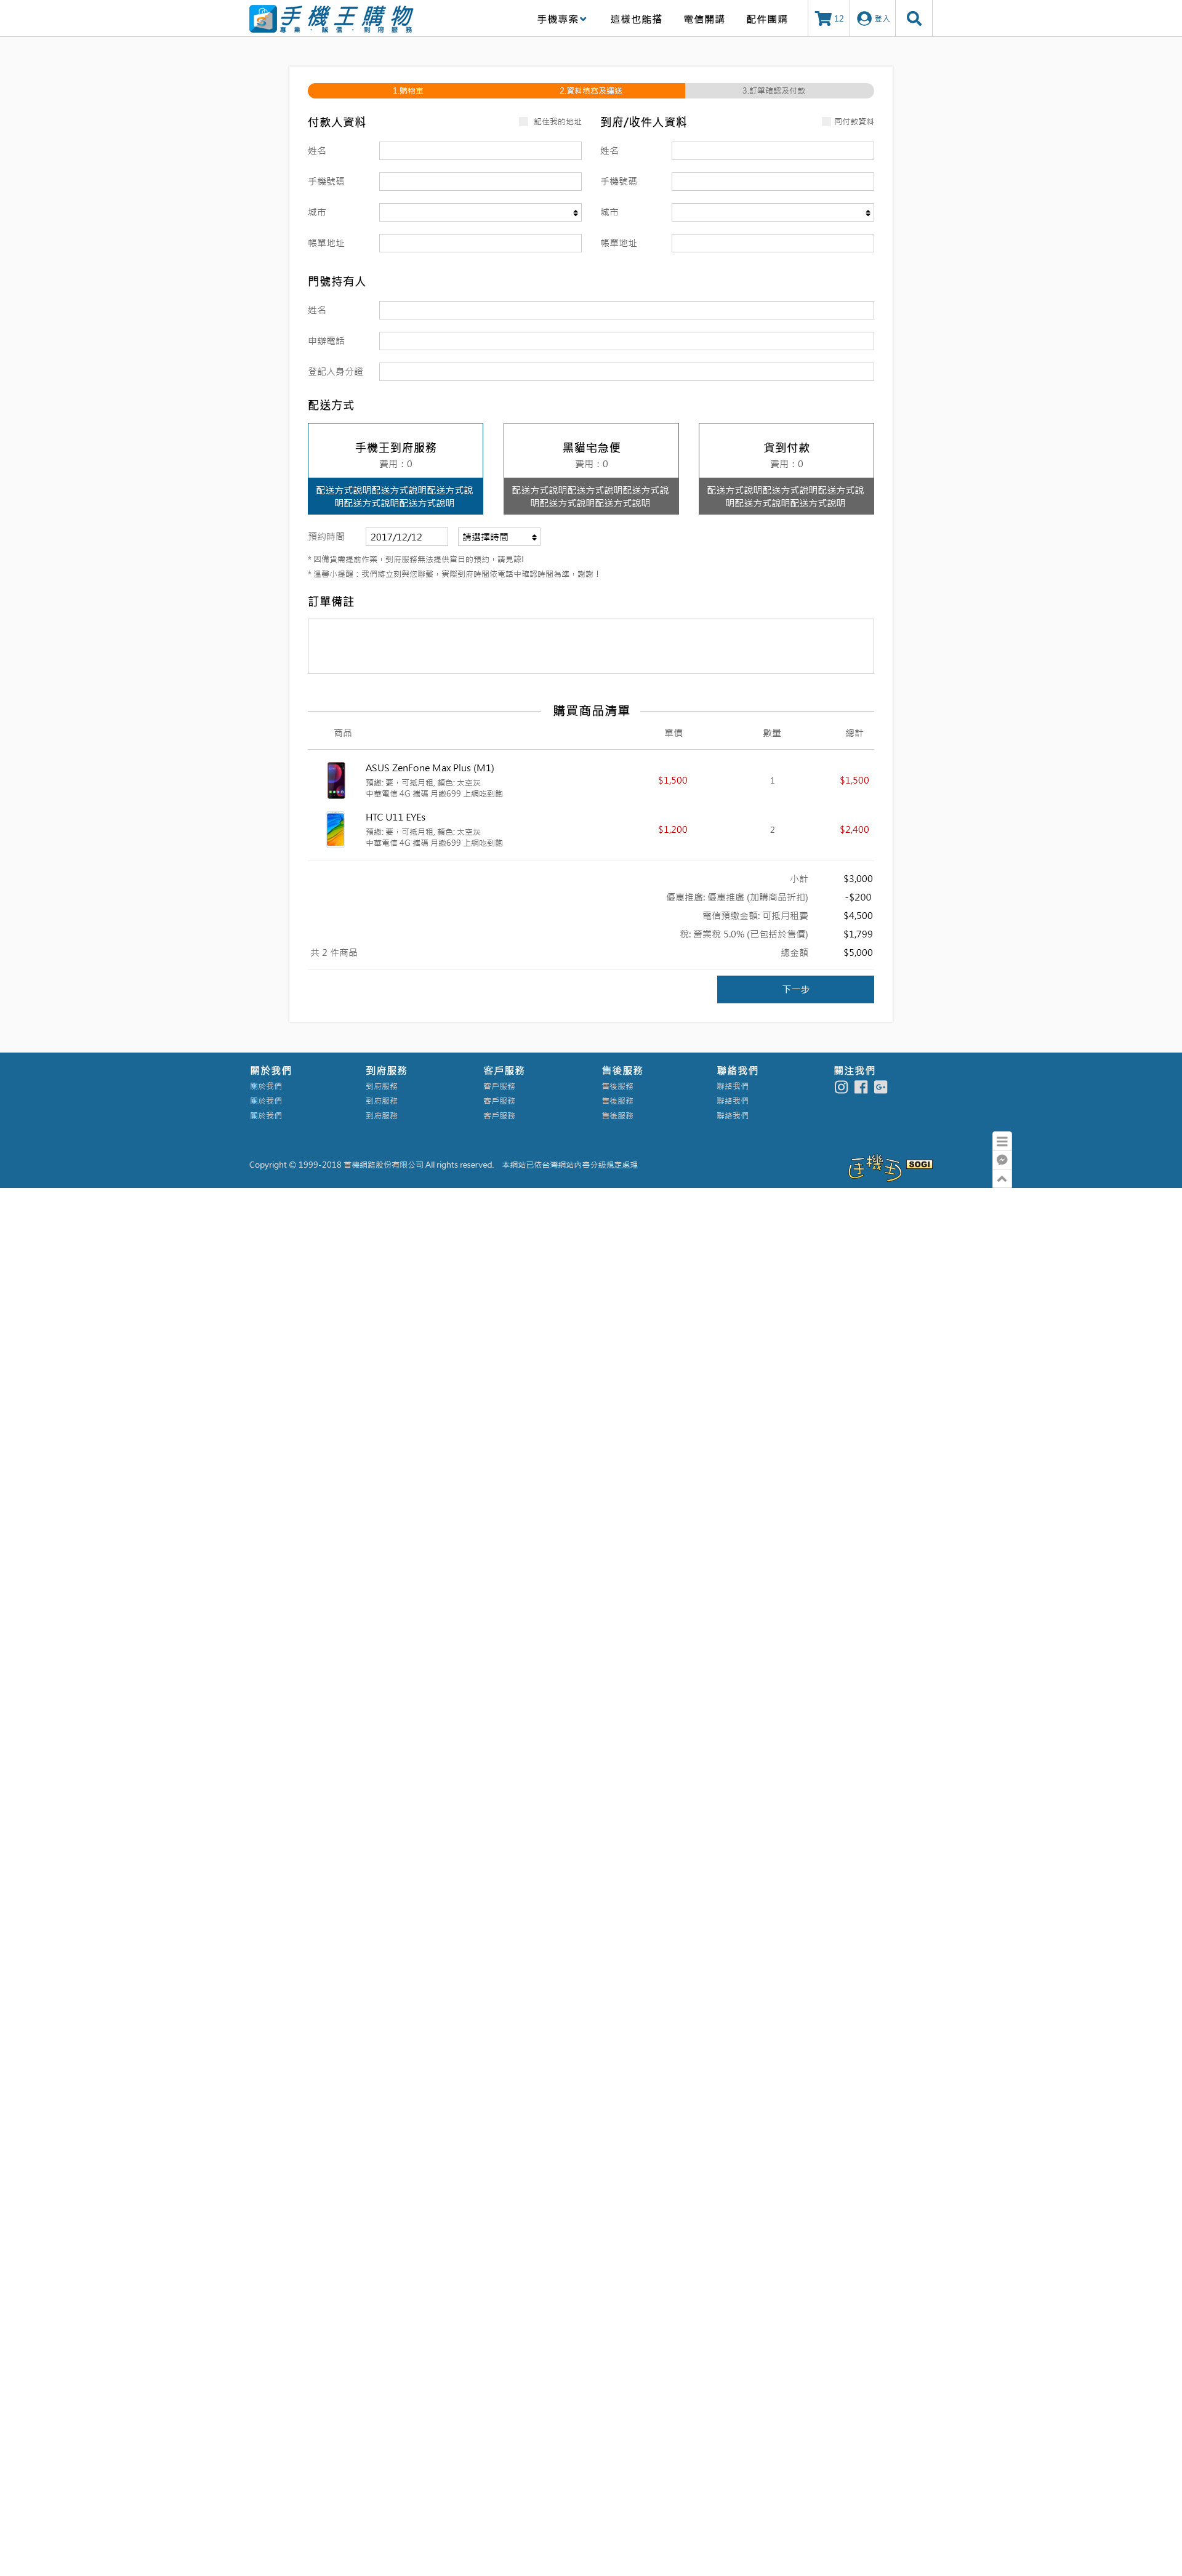 手機王購物
專業・誠信・到府服務
手機專案 這樣也能搭 電信開講 配件團購 12 登入
1.購物車 2.資料填寫及運送 3.訂單確認及付款
付款人資料 記住我的地址 到府/收件人資料 同付款資料
姓名 姓名
手機號碼 手機號碼
城市 城市
帳單地址 帳單地址
門號持有人
姓名
申辦電話
登記人身分證
配送方式
手機王到府服務 黑貓宅急便 貨到付款
費用：0 費用：0 費用：0
配送方式說明配送方式說明配送方式說 配送方式說明配送方式說明配送方式說 配送方式說明配送方式說明配送方式說
明配送方式說明配送方式說明 明配送方式說明配送方式說明 明配送方式說明配送方式說明
預約時間 2017/12/12 請選擇時間
* 因備貨需提前作業，到府服務無法提供當日的預約，請見諒!
* 溫馨小提醒：我們將立刻與您聯繫，實際到府時間依電話中確認時間為準，謝謝！
訂單備註
購買商品清單
商品 單價 數量 總計
ASUS ZenFone Max Plus (M1)
預繳: 要，可抵月租, 顏色: 太空灰
中華電信 4G 攜碼 月繳699 上網吃到飽
$1,500 1 $1,500
HTC U11 EYEs
預繳: 要，可抵月租, 顏色: 太空灰
中華電信 4G 攜碼 月繳699 上網吃到飽
$1,200 2 $2,400
小計 $3,000
優惠推廣: 優惠推廣 (加購商品折扣) -$200
電信預繳金額: 可抵月租費 $4,500
稅: 營業稅 5.0% (已包括於售價) $1,799
共 2 件商品 總金額 $5,000
下一步
關於我們 到府服務 客戶服務 售後服務 聯絡我們 關注我們
關於我們 到府服務 客戶服務 售後服務 聯絡我們
關於我們 到府服務 客戶服務 售後服務 聯絡我們
關於我們 到府服務 客戶服務 售後服務 聯絡我們
Copyright © 1999-2018 首機網路股份有限公司 All rights reserved. 本網站已依台灣網站內容分級規定處理
手機王 SOGI